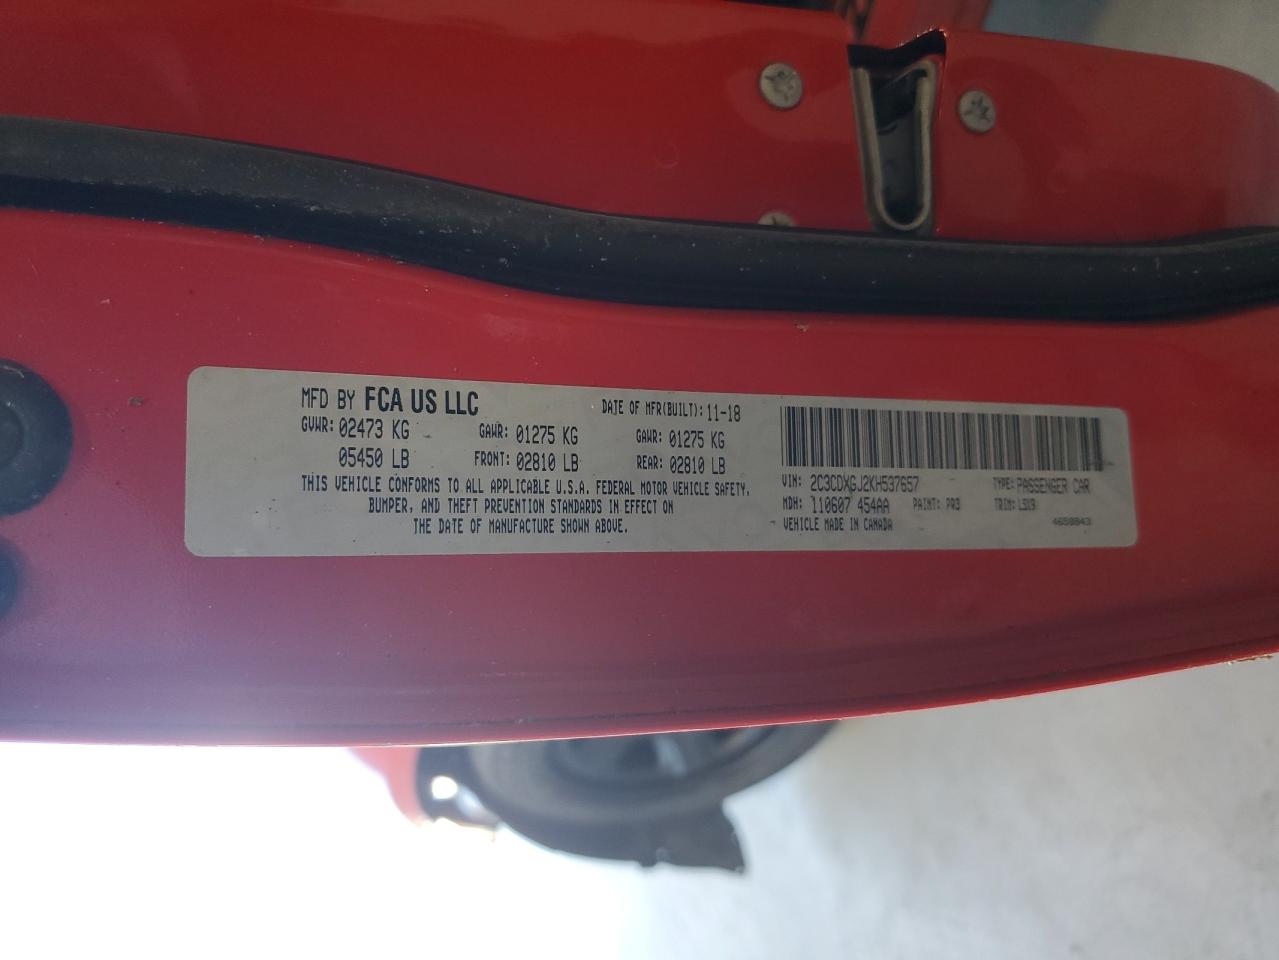 MFD BY FCA US LLC DATE OF MFR(BUILT): 11-18
GVWR: 02473 KG GAWR: 01275 KG GAWR: 01275 KG
05450 LB FRONT: 02810 LB REAR: 02810 LB
THIS VEHICLE CONFORMS TO ALL APPLICABLE U.S.A. FEDERAL MOTOR VEHICLE SAFETY,
BUMPER, AND THEFT PREVENTION STANDARDS IN EFFECT ON
THE DATE OF MANUFACTURE SHOWN ABOVE.
VIN: 2C3CDXGJ2KH537657 TYPE: PASSENGER CAR
MDH: 110607 454AA PAINT: PR3 TRIM: LSX9
VEHICLE MADE IN CANADA 4650843